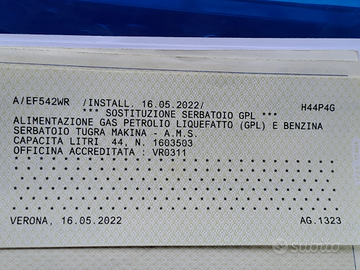 A/EF542WR /INSTALL. 16.05.2022/ H44P4G
*** SOSTITUZIONE SERBATOIO GPL ***
ALIMENTAZIONE GAS PETROLIO LIQUEFATTO (GPL) E BENZINA
SERBATOIO TUGRA MAKINA - A.M.S.
CAPACITA LITRI 44, N. 1603503
OFFICINA ACCREDITATA : VR0311
VERONA, 16.05.2022 AG.1323
subito